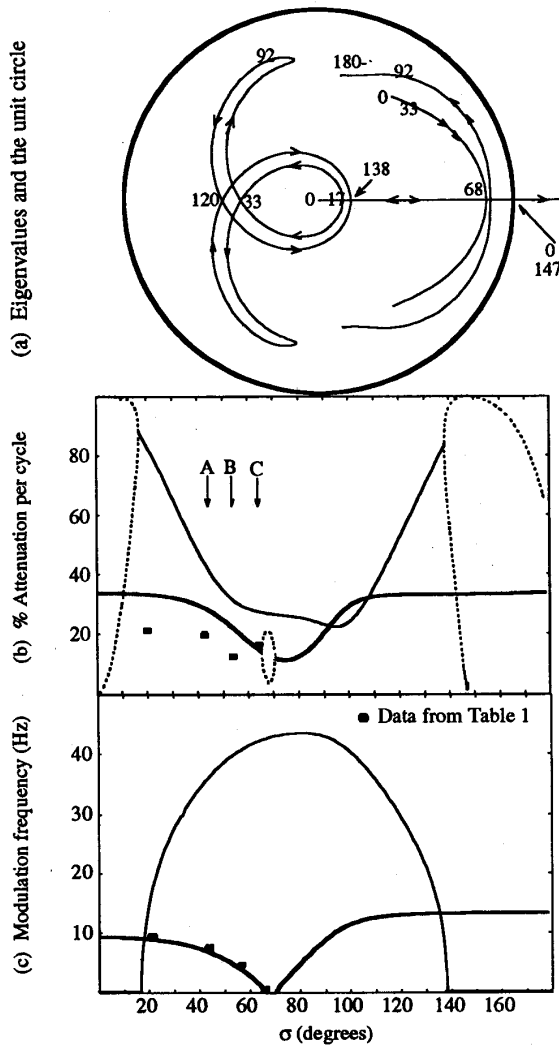 (a) Eigenvalues and the unit circle
92
180-
92
0
33
120
33
0
17
138
68
0
147
(b) % Attenuation per cycle
80
60
40
20
A
B
C
(c) Modulation frequency (Hz)
Data from Table 1
40
30
20
10
20 40 60 80 100 120 140 160
σ (degrees)